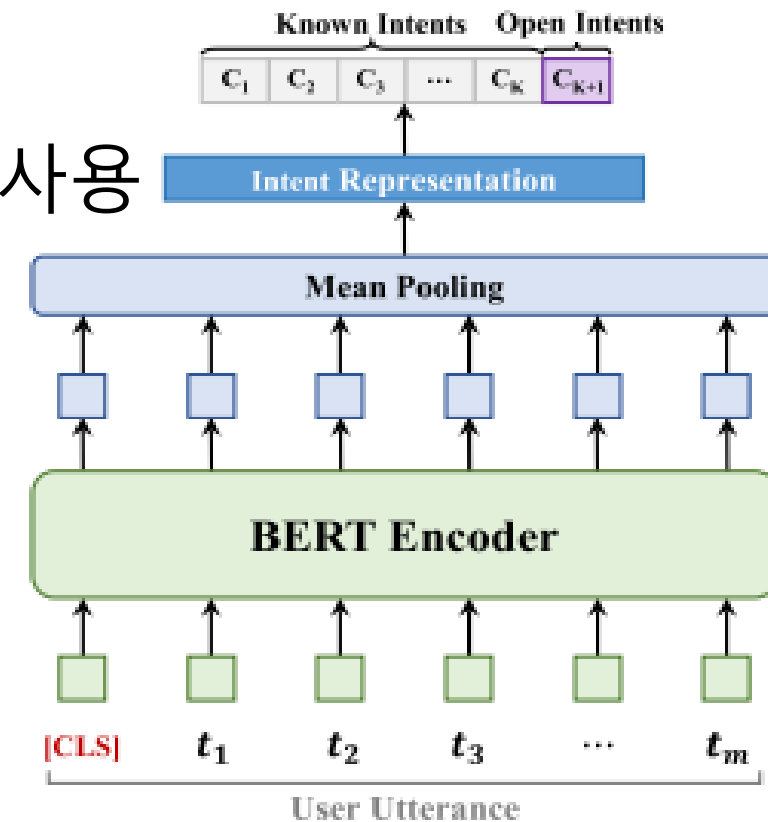 Known Intents Open Intents
C1 C2 C3 ... CK CK+1
사용
Intent Representation
Mean Pooling
BERT Encoder
[CLS] t1 t2 t3 ... tm
User Utterance